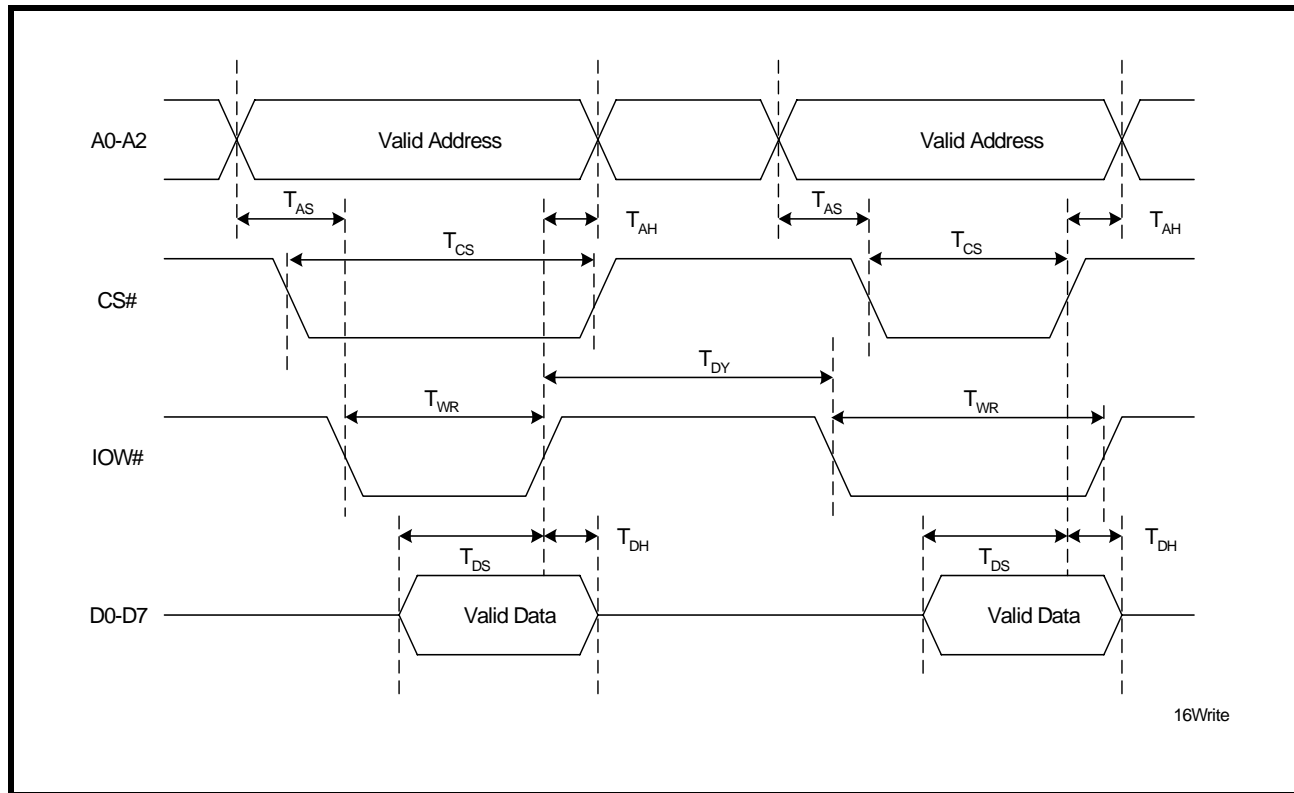 A0-A2
Valid Address
Valid Address
TAS
TAH
TAS
TAH
TCS
TCS
CS#
TDY
TWR
TWR
IOW#
TDH
TDH
TDS
TDS
D0-D7
Valid Data
Valid Data
16Write